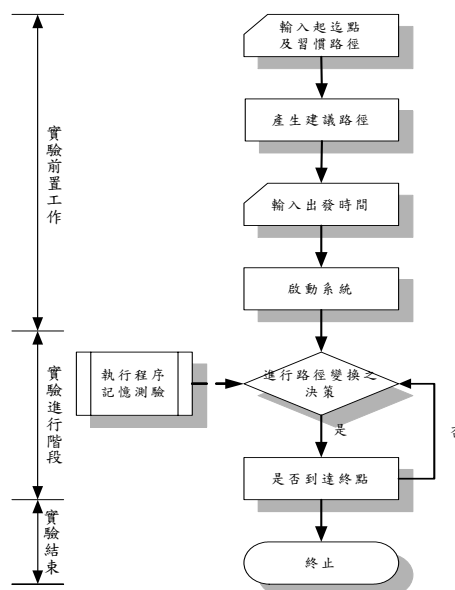 輸入起迄點
及習慣路徑
產生建議路徑
輸入出發時間
啟動系統
實驗前置工作
進行路徑變換之
決策
執行程序
記憶測驗
是
否
實驗進行階段
是否到達終點
實驗結束
終止